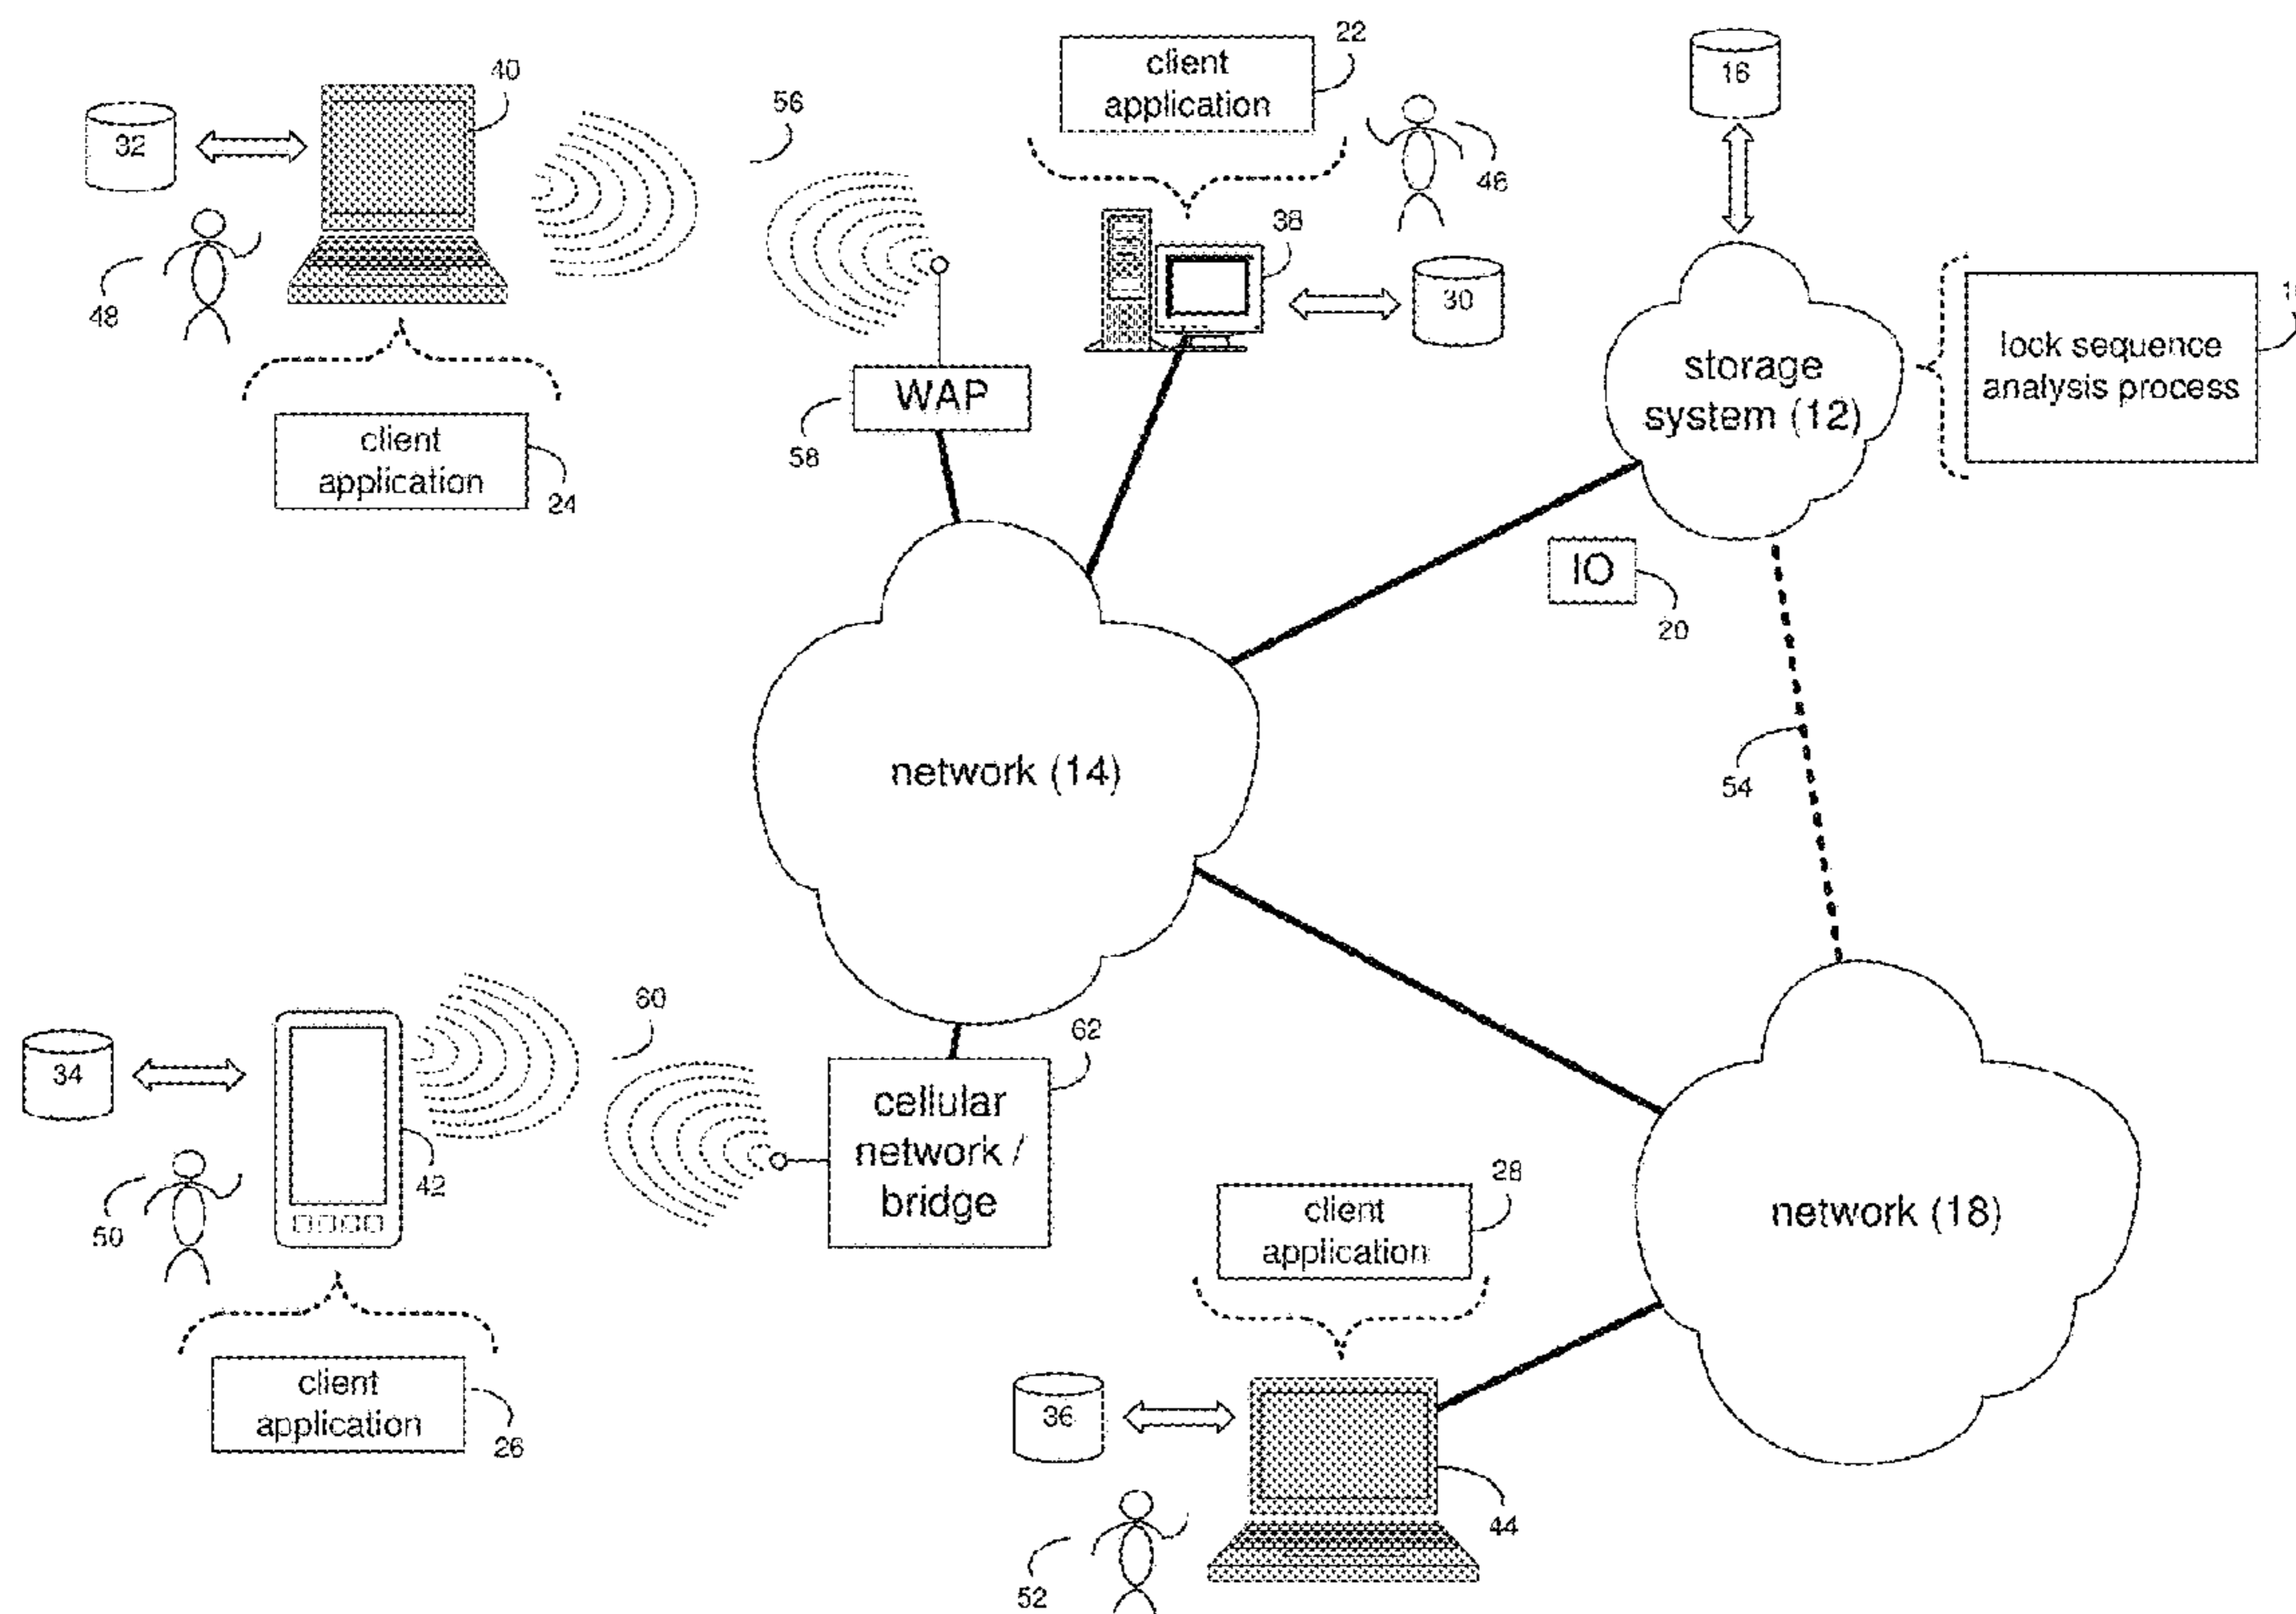 40
32
56
48
client
application
24
WAP
58
client
application
22
46
38
30
16
storage
system (12)
lock sequence
analysis process
IO
20
network (14)
54
60
34
42
50
client
application
26
62
cellular
network /
bridge
client
application
28
36
44
52
network (18)